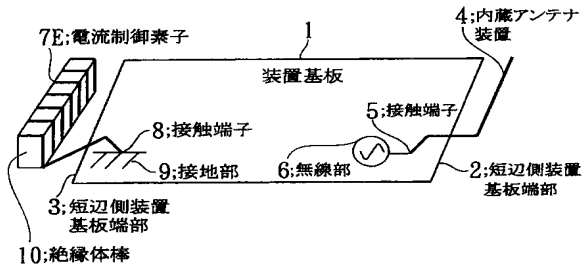 4;内蔵アンテナ
装置
1
7E;電流制御素子
装置基板
5;接触端子
8;接触端子
9;接地部
6;無線部
2;短辺側装置
基板端部
3;短辺側装置
基板端部
10;絶縁体棒